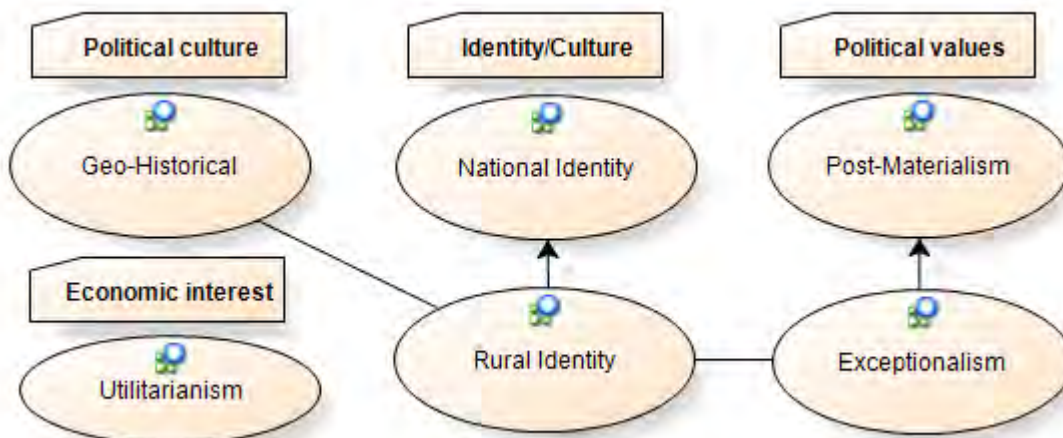 Political culture
Identity/Culture
Political values
Geo-Historical
National Identity
Post-Materialism
Economic interest
Rural Identity
Exceptionalism
Utilitarianism